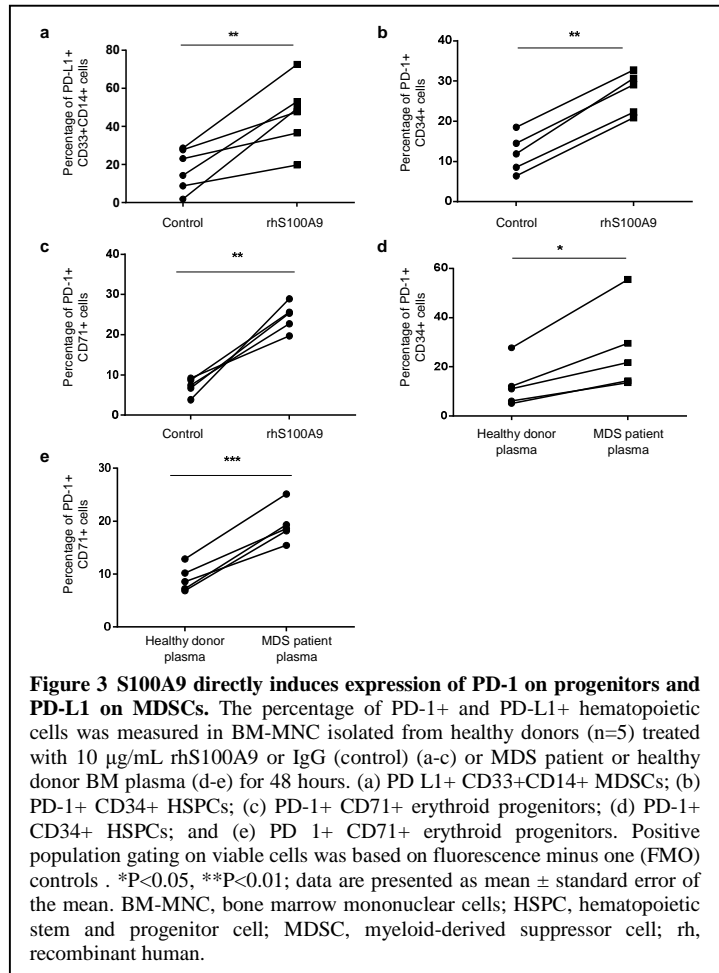 a
**
Percentage of PD-L1+
CD33+CD14+ cells
80
60
40
20
0
Control
rhS100A9
b
**
Percentage of PD-1+
CD34+ cells
40
30
20
10
0
Control
rhS100A9
c
**
Percentage of PD-1+
CD71+ cells
40
30
20
10
0
Control
rhS100A9
d
*
Percentage of PD-1+
CD34+ cells
60
40
20
0
Healthy donor
plasma
MDS patient
plasma
e
***
Percentage of PD-1+
CD71+ cells
30
20
10
0
Healthy donor
plasma
MDS patient
plasma
Figure 3 S100A9 directly induces expression of PD-1 on progenitors and
PD-L1 on MDSCs. The percentage of PD-1+ and PD-L1+ hematopoietic
cells was measured in BM-MNC isolated from healthy donors (n=5) treated
with 10 μg/mL rhS100A9 or IgG (control) (a-c) or MDS patient or healthy
donor BM plasma (d-e) for 48 hours. (a) PD L1+ CD33+CD14+ MDSCs; (b)
PD-1+ CD34+ HSPCs; (c) PD-1+ CD71+ erythroid progenitors; (d) PD-1+
CD34+ HSPCs; and (e) PD 1+ CD71+ erythroid progenitors. Positive
population gating on viable cells was based on fluorescence minus one (FMO)
controls . *P<0.05, **P<0.01; data are presented as mean ± standard error of
the mean. BM-MNC, bone marrow mononuclear cells; HSPC, hematopoietic
stem and progenitor cell; MDSC, myeloid-derived suppressor cell; rh,
recombinant human.